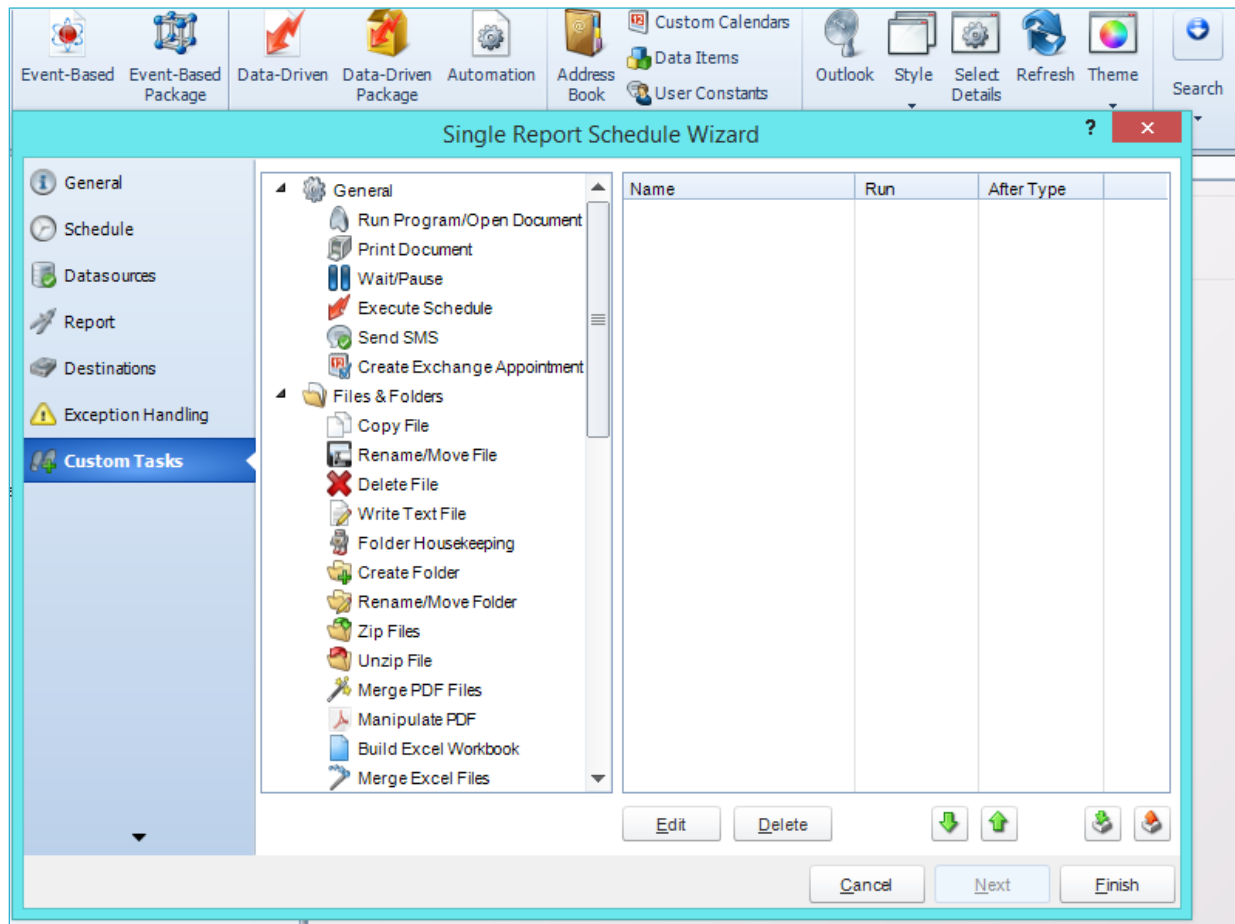 Event-Based
Event-Based
Package
Data-Driven
Data-Driven
Package
Automation
Address
Book
Custom Calendars
Data Items
User Constants
Outlook
Style
Select
Details
Refresh
Theme
Search
Single Report Schedule Wizard
?
General
Schedule
Datasources
Report
Destinations
Exception Handling
Custom Tasks
General
Run Program/Open Document
Print Document
Wait/Pause
Execute Schedule
Send SMS
Create Exchange Appointment
Files & Folders
Copy File
Rename/Move File
Delete File
Write Text File
Folder Housekeeping
Create Folder
Rename/Move Folder
Zip Files
Unzip File
Merge PDF Files
Manipulate PDF
Build Excel Workbook
Merge Excel Files
Name Run After Type
Edit Delete
Cancel Next Finish